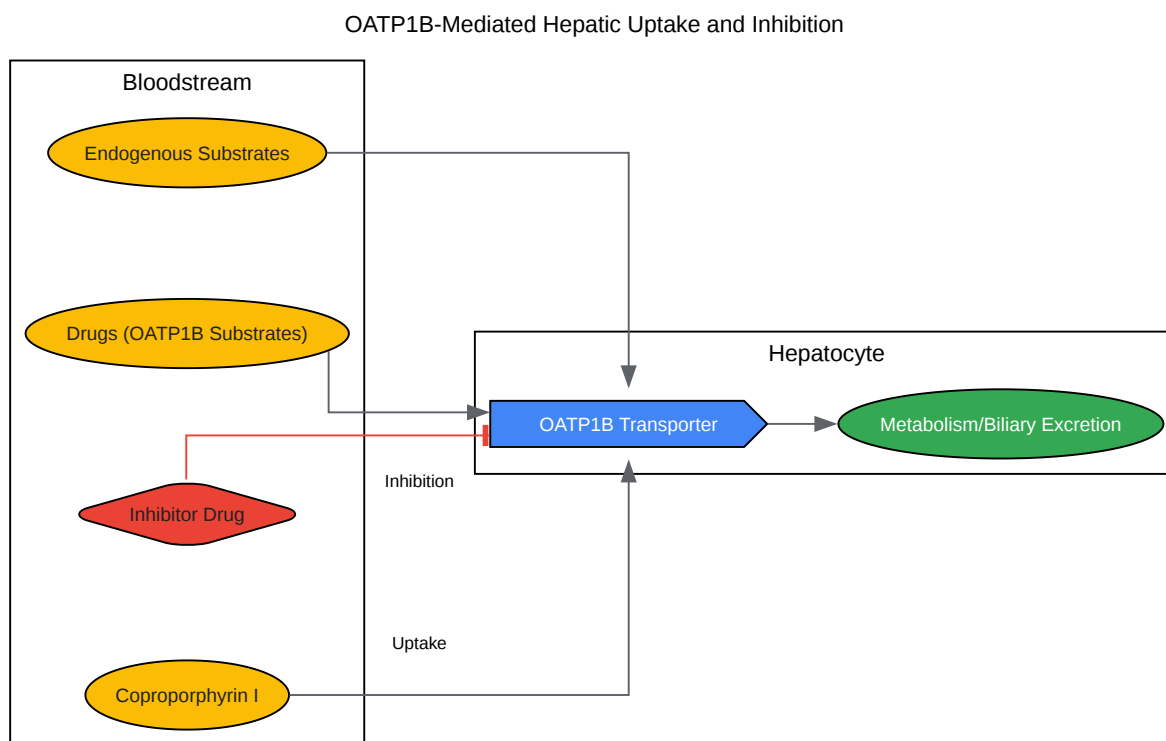 OATP1B-Mediated Hepatic Uptake and Inhibition
Bloodstream
Endogenous Substrates
Drugs (OATP1B Substrates)
Hepatocyte
OATP1B Transporter
Metabolism/Biliary Excretion
Inhibition
Inhibitor Drug
Uptake
Coproporphyrin I